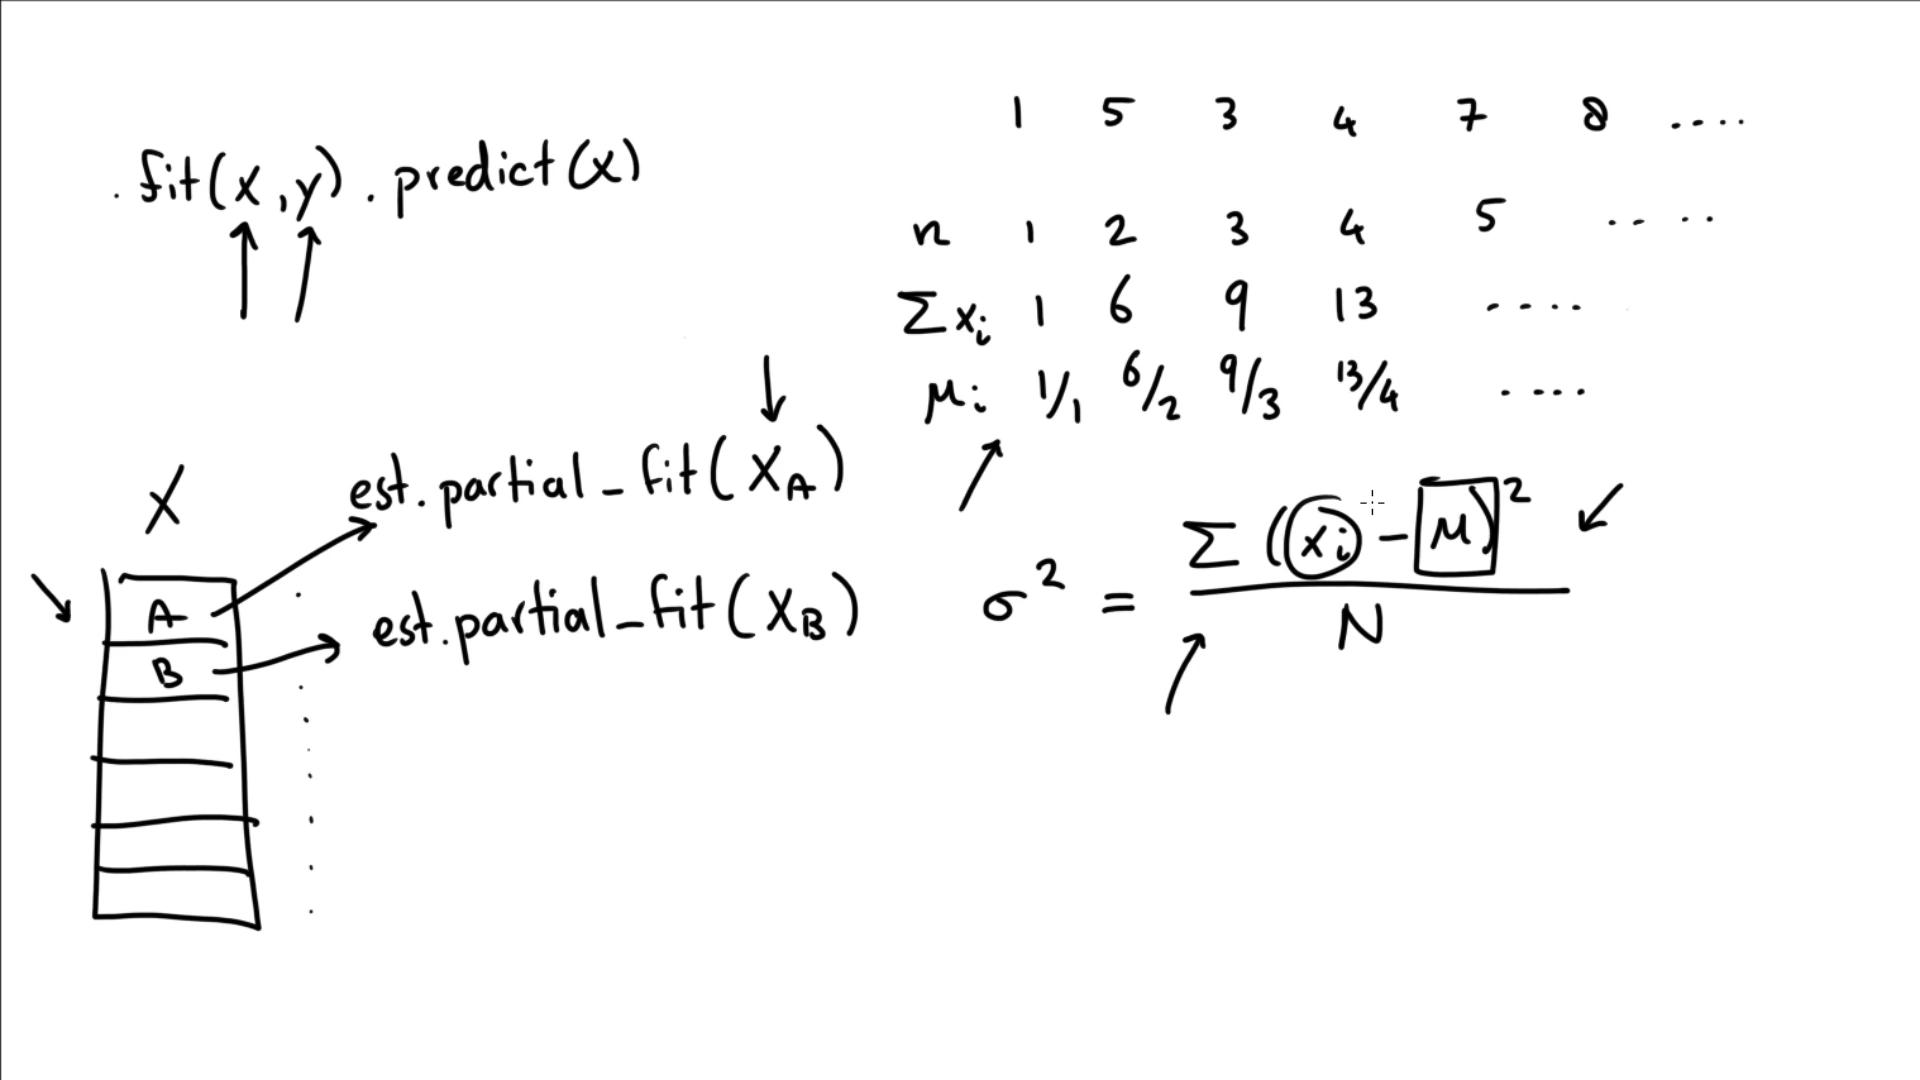 .fit(X,y).predict(X)
X
est.partial_fit(X_A)
A
est.partial_fit(X_B)
B
1 5 3 4 7 8 ....
n 1 2 3 4 5 ....
Σxi 1 6 9 13 ....
μi 1/1 6/2 9/3 13/4 ....
σ² = Σ(xi-μ)² / N